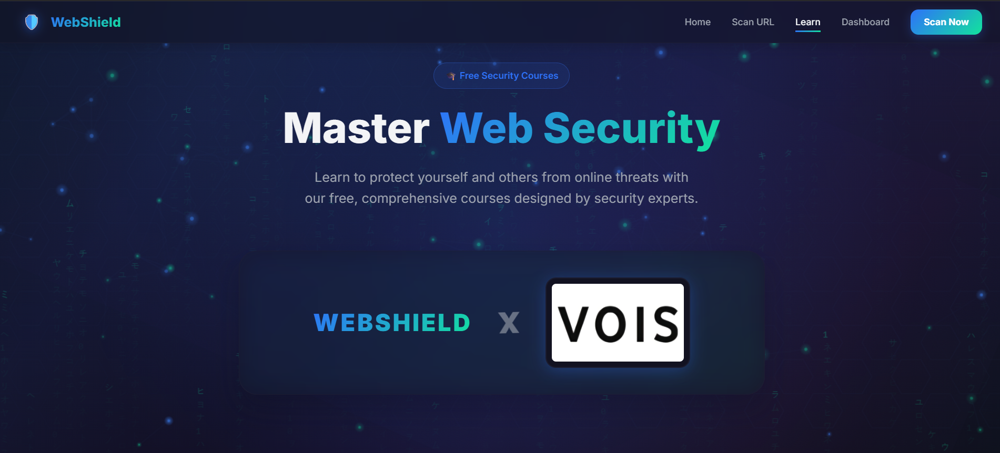 WebShield
Home
Scan URL
Learn
Dashboard
Scan Now
Free Security Courses
Master Web Security
Learn to protect yourself and others from online threats with
our free, comprehensive courses designed by security experts.
WEBSHIELD X VOIS